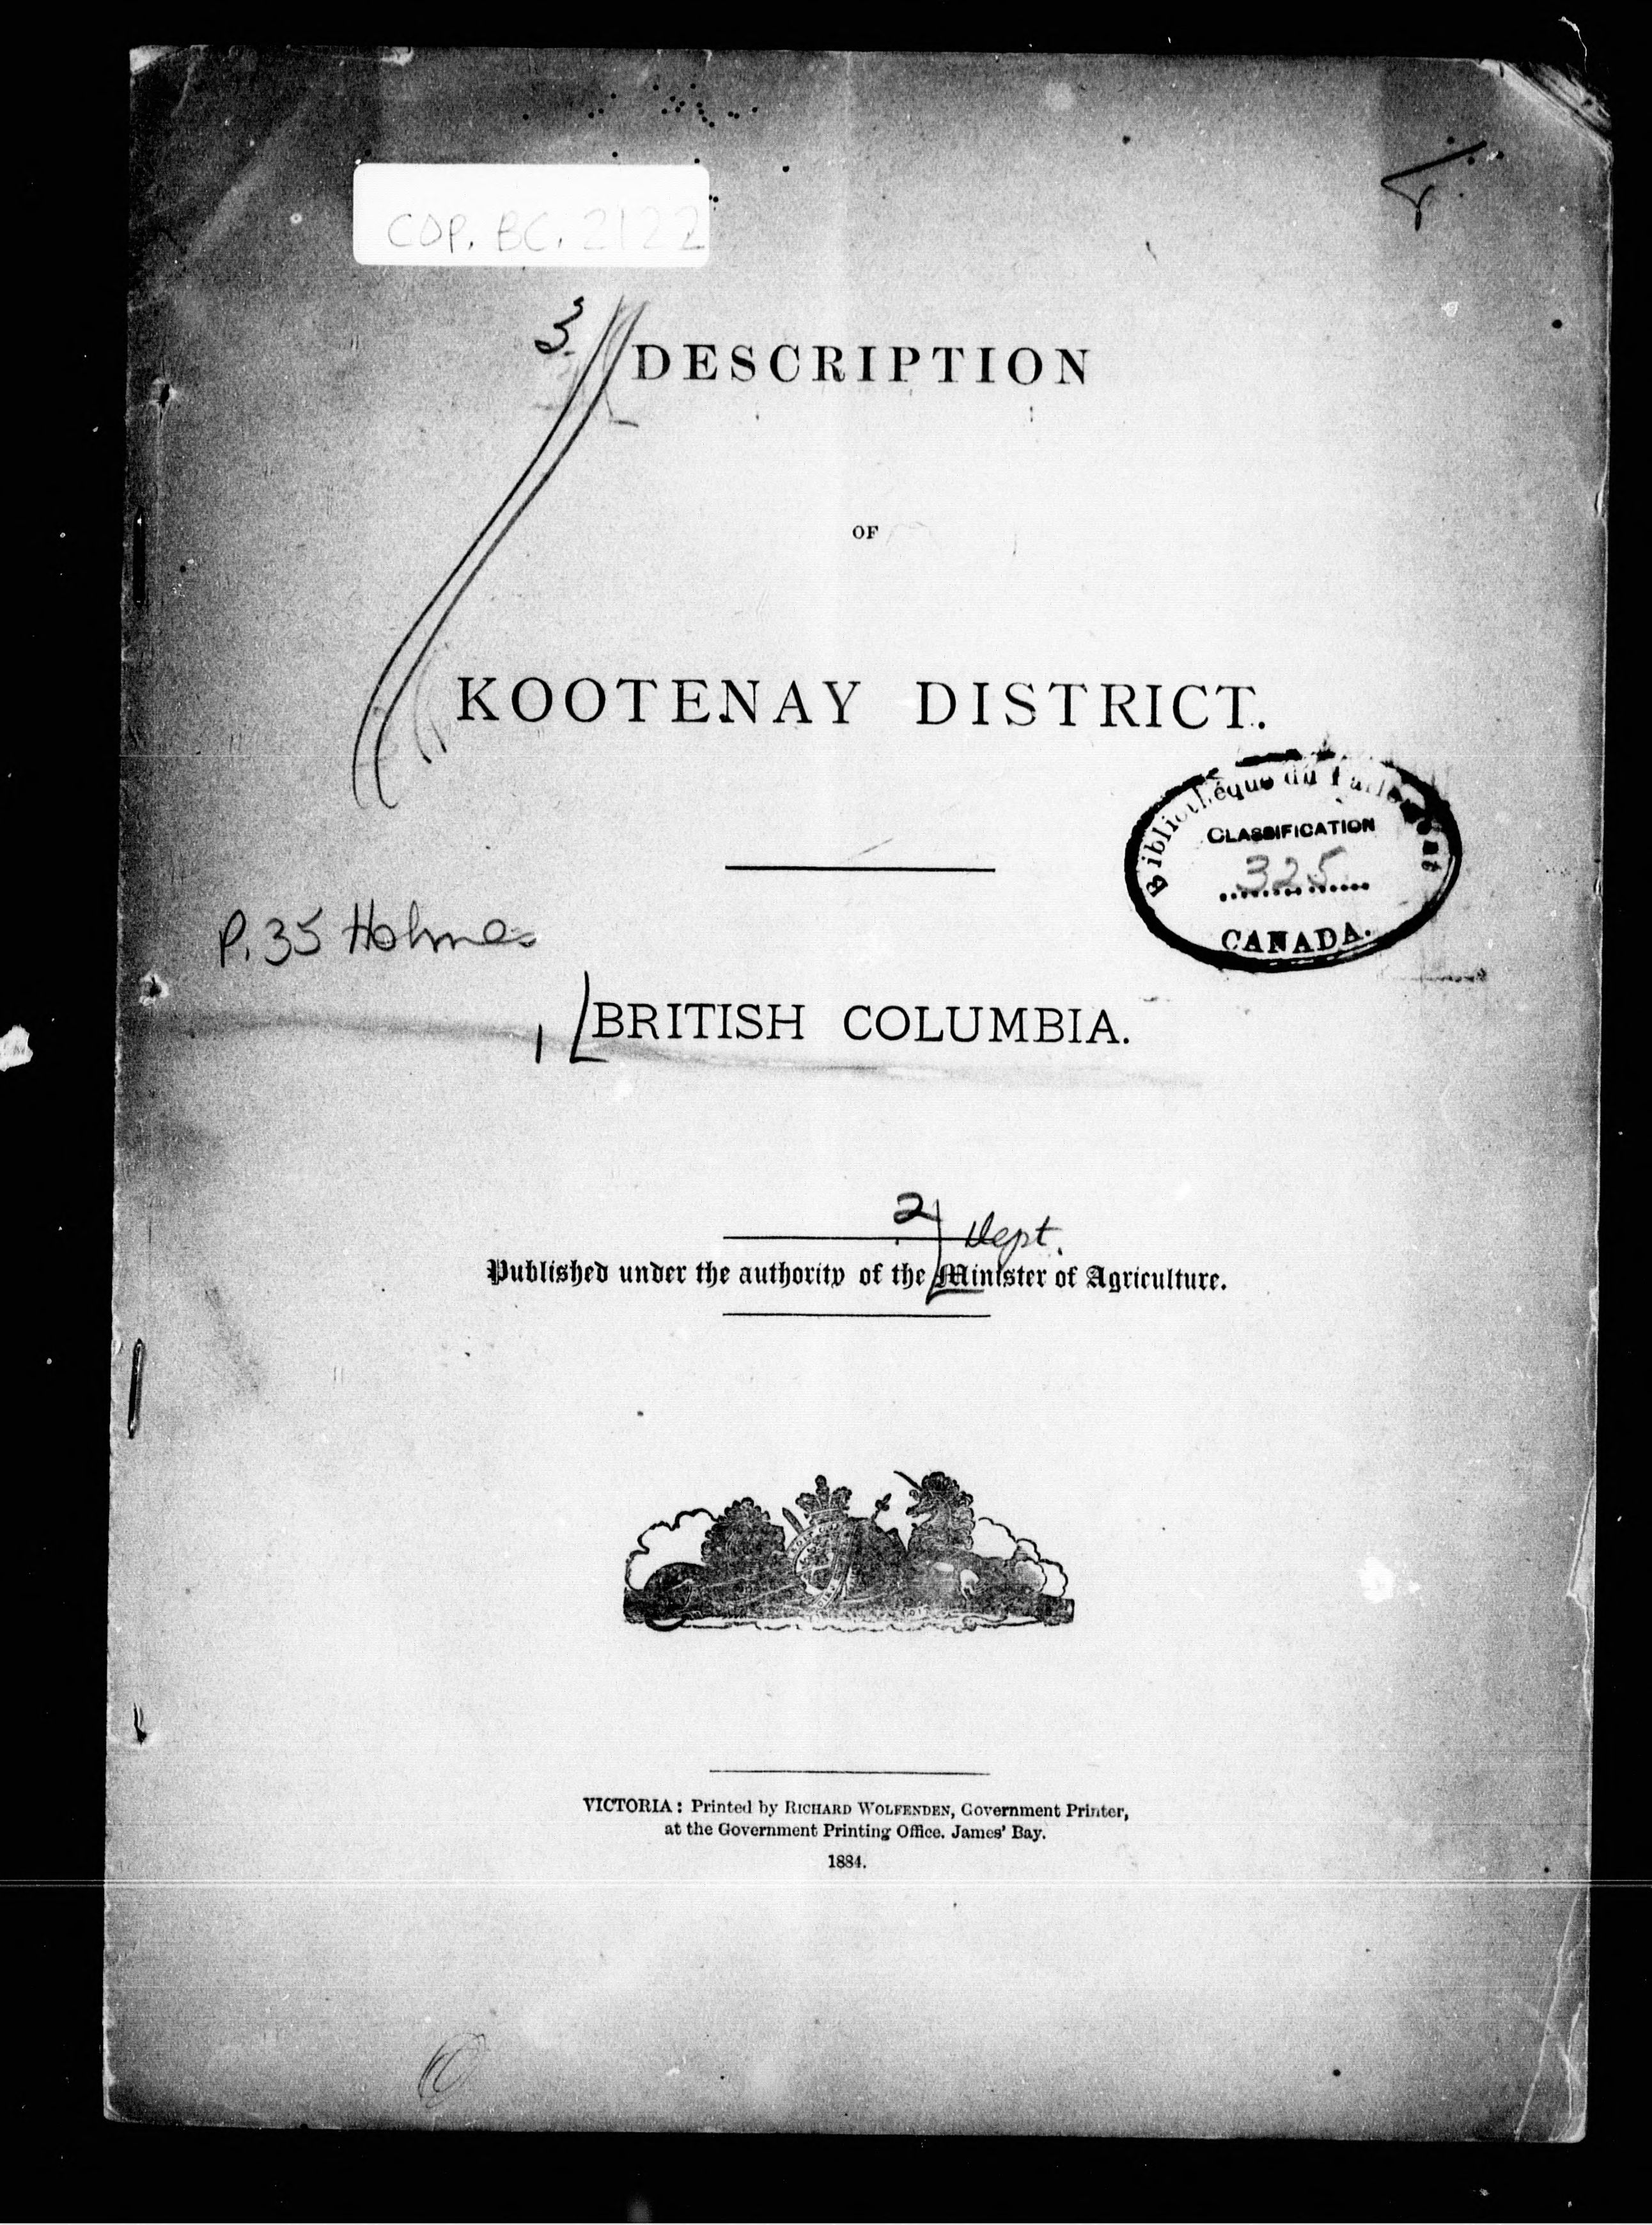 COP. BC. 2122
3.
DESCRIPTION
OF
KOOTENAY DISTRICT.
Bibliothéque du Parlement
CLASSIFICATION
325
CANADA.
P. 35 Holmes
1
BRITISH COLUMBIA.
2
Dept.
Published under the authority of the Minister of Agriculture.
VICTORIA: Printed by RICHARD WOLFENDEN, Government Printer,
at the Government Printing Office, James' Bay.
1884.